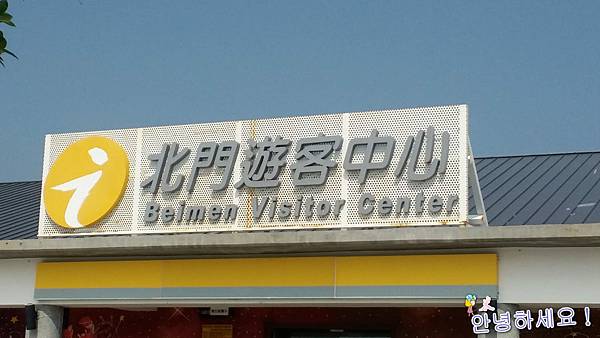 北門遊客中心
Beimen Visitor Center
안녕하세요!